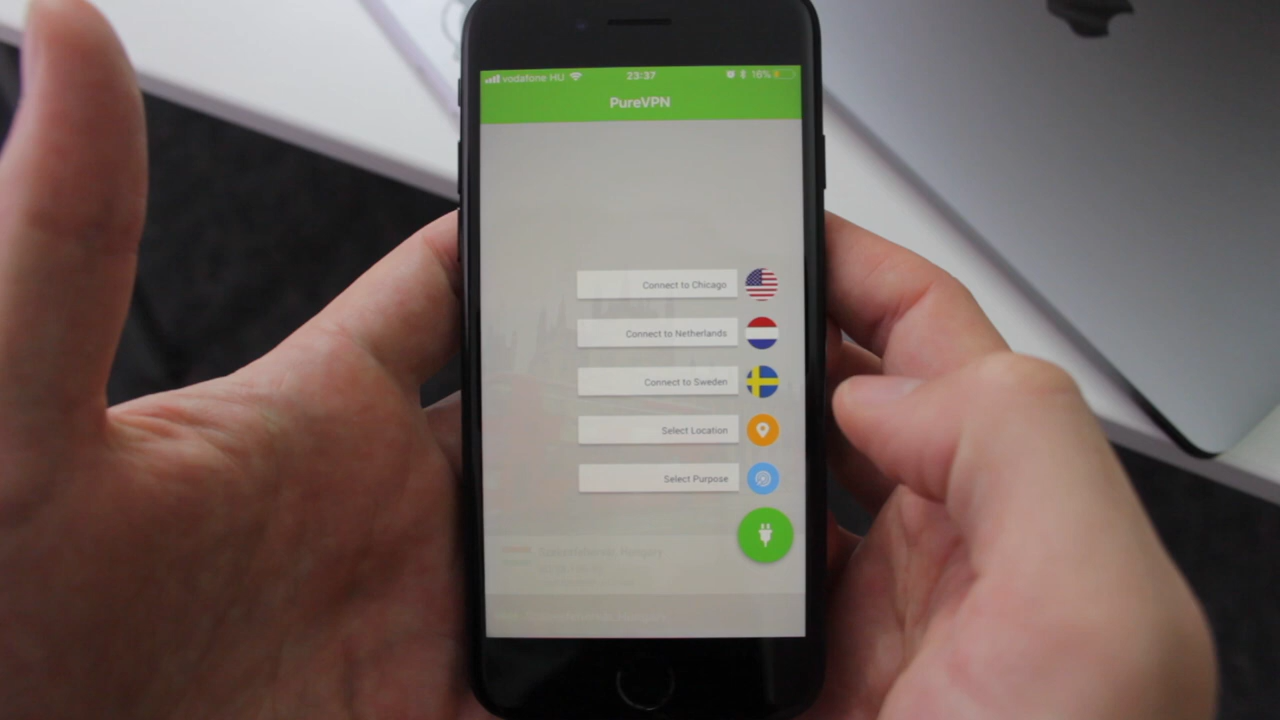 vodafone HU 23:37 16%
PureVPN
Connect to Chicago
Connect to Netherlands
Connect to Sweden
Select Location
Select Purpose
Hungary